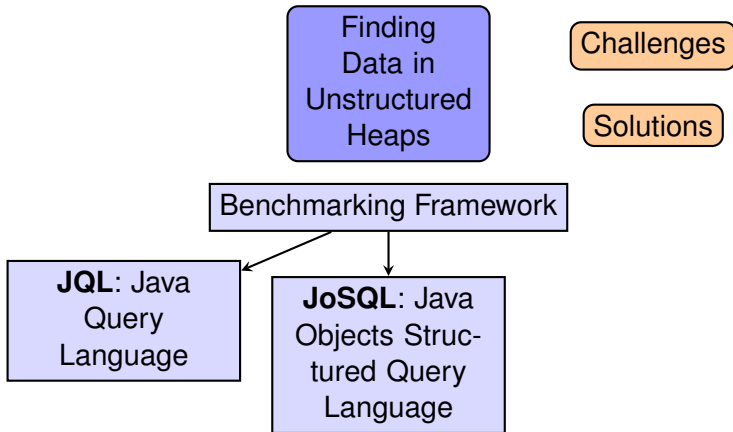 Finding
Data in
Unstructured
Heaps
Challenges
Solutions
Benchmarking Framework
JQL: Java
Query
Language
JoSQL: Java
Objects Struc-
tured Query
Language